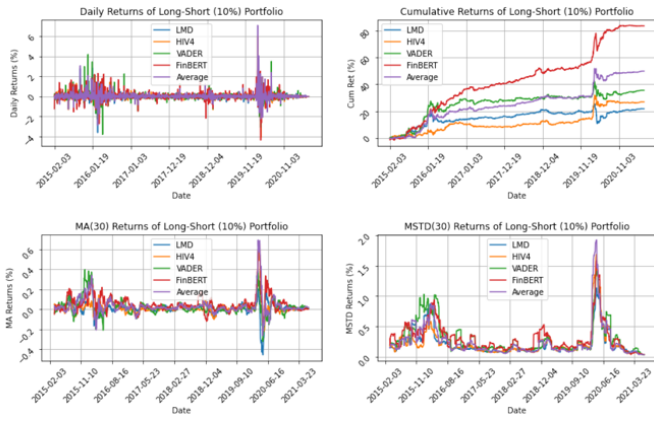 Daily Returns of Long-Short (10%) Portfolio
Daily Returns (%)
6
4
2
0
−2
−4
LMD
HIV4
VADER
FinBERT
Average
2015-02-03
2016-01-19
2017-01-03
2017-12-19
2018-12-04
2019-11-19
2020-11-03
Date
Cumulative Returns of Long-Short (10%) Portfolio
Cum Ret (%)
80
60
40
20
0
LMD
HIV4
VADER
FinBERT
Average
2015-02-03
2016-01-19
2017-01-03
2017-12-19
2018-12-04
2019-11-19
2020-11-03
Date
MA(30) Returns of Long-Short (10%) Portfolio
MA Returns (%)
0.6
0.4
0.2
0.0
−0.2
−0.4
LMD
HIV4
VADER
FinBERT
Average
2015-02-03
2015-11-10
2016-08-16
2017-05-23
2018-02-27
2018-12-04
2019-09-10
2020-06-16
2021-03-23
Date
MSTD(30) Returns of Long-Short (10%) Portfolio
MSTD Returns (%)
2.0
1.5
1.0
0.5
0.0
LMD
HIV4
VADER
FinBERT
Average
2015-02-03
2015-11-10
2016-08-16
2017-05-23
2018-02-27
2018-12-04
2019-09-10
2020-06-16
2021-03-23
Date